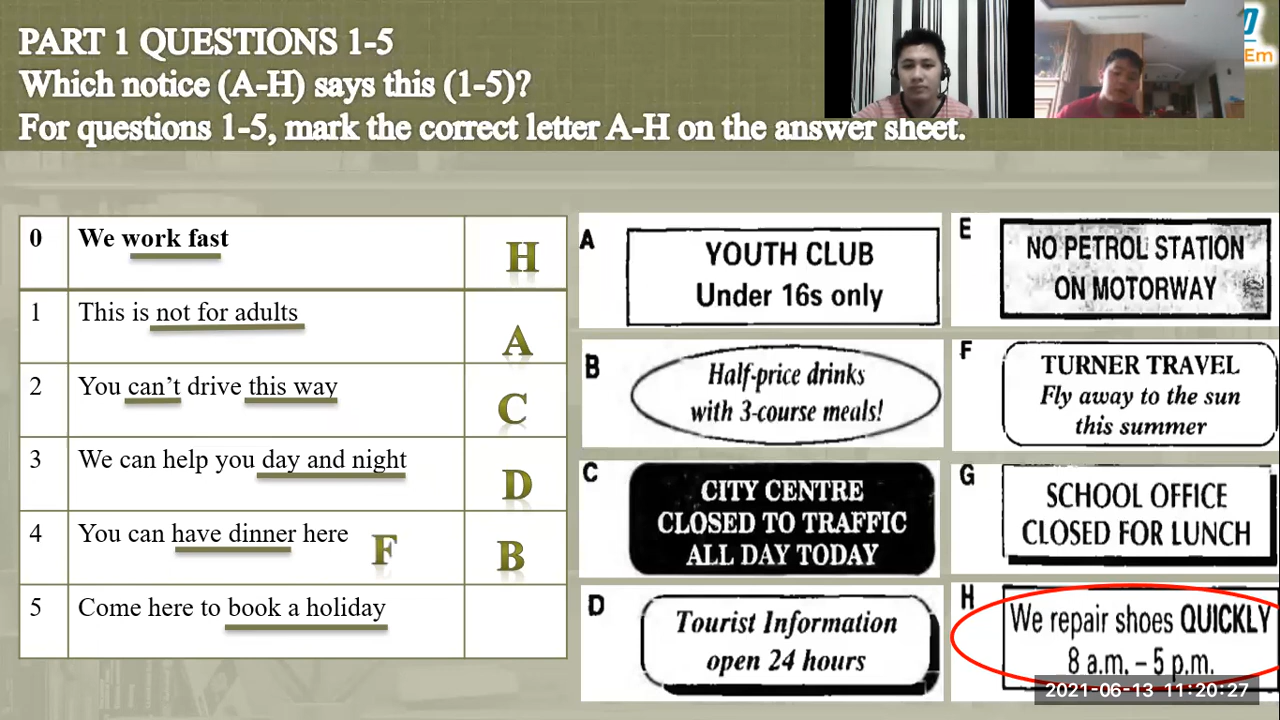 PART 1 QUESTIONS 1-5
Which notice (A-H) says this (1-5)?
For questions 1-5, mark the correct letter A-H on the answer sheet.
Em
0 We work fast H
1 This is not for adults A
2 You can't drive this way C
3 We can help you day and night D
4 You can have dinner here F B
5 Come here to book a holiday
A
YOUTH CLUB
Under 16s only
B
Half-price drinks
with 3-course meals!
C
CITY CENTRE
CLOSED TO TRAFFIC
ALL DAY TODAY
D
Tourist Information
open 24 hours
E
NO PETROL STATION
ON MOTORWAY
F
TURNER TRAVEL
Fly away to the sun
this summer
G
SCHOOL OFFICE
CLOSED FOR LUNCH
H
We repair shoes QUICKLY
8 a.m. – 5 p.m.
2021-06-13 11:20:27